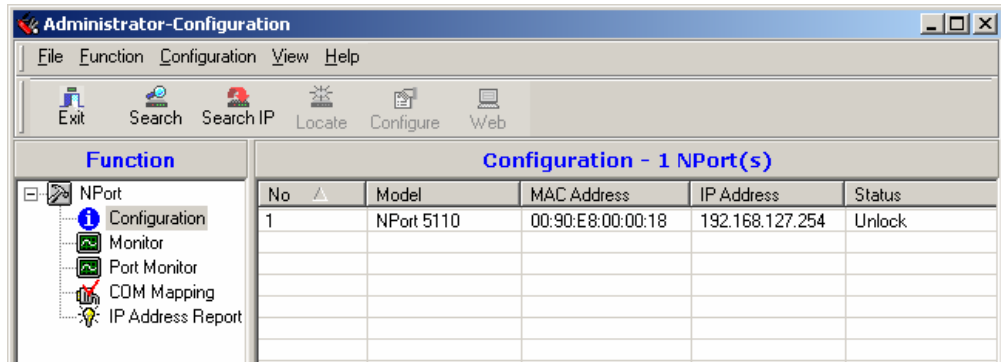 Administrator-Configuration
File Function Configuration View Help
Exit Search Search IP Locate Configure Web
Function
Configuration - 1 NPort(s)
NPort
Configuration
Monitor
Port Monitor
COM Mapping
IP Address Report
No Model MAC Address IP Address Status
1 NPort 5110 00:90:E8:00:00:18 192.168.127.254 Unlock